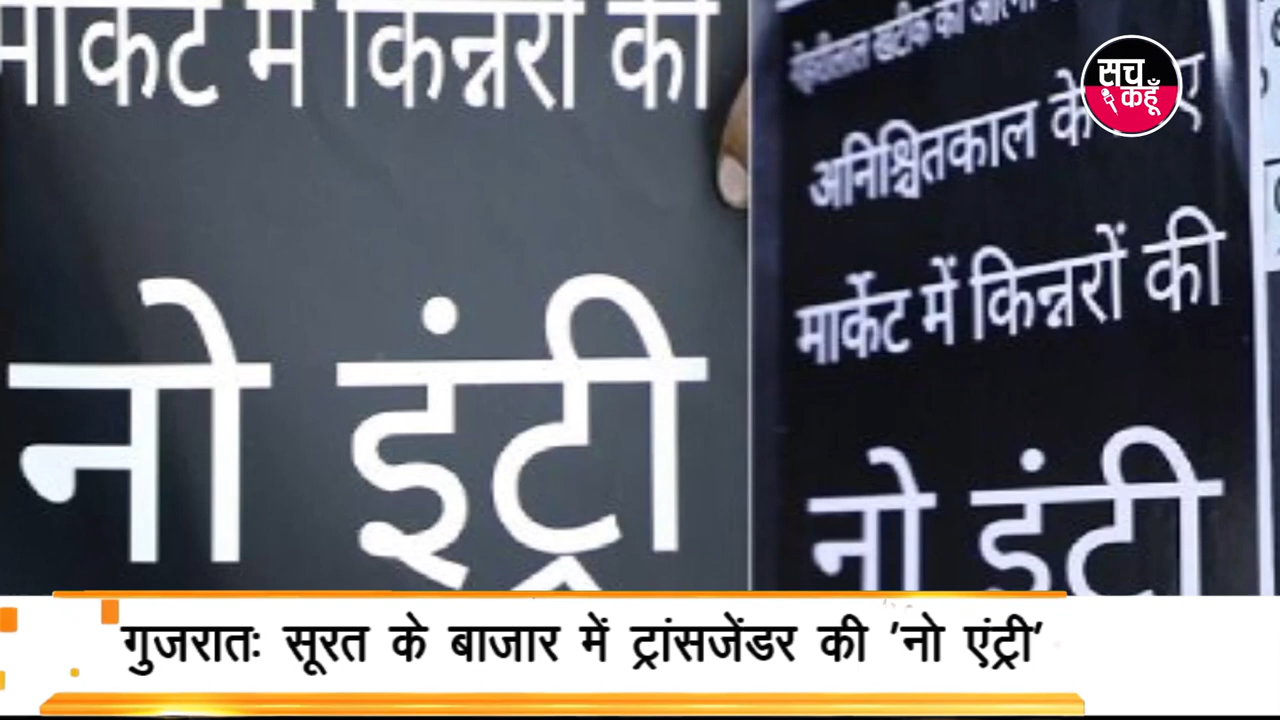 मार्केट में किन्नरों की
नो इंट्री
अनिश्चितकाल के
मार्केट में किन्नरों की
नो इंट्री
सच
कहूँ
गुजरातः सूरत के बाजार में ट्रांसजेंडर की 'नो एंट्री'